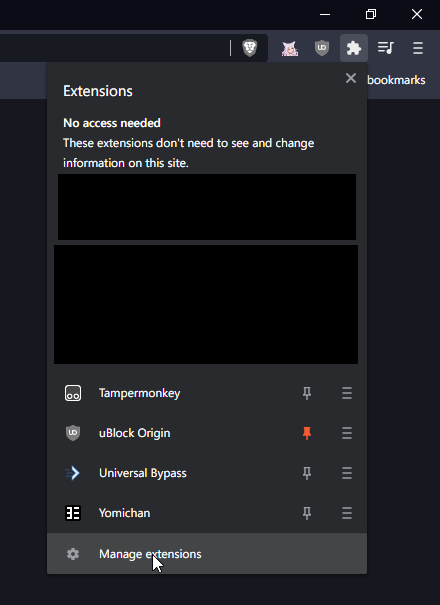 bookmarks
Extensions
No access needed
These extensions don't need to see and change
information on this site.
Tampermonkey
uBlock Origin
Universal Bypass
Yomichan
Manage extensions